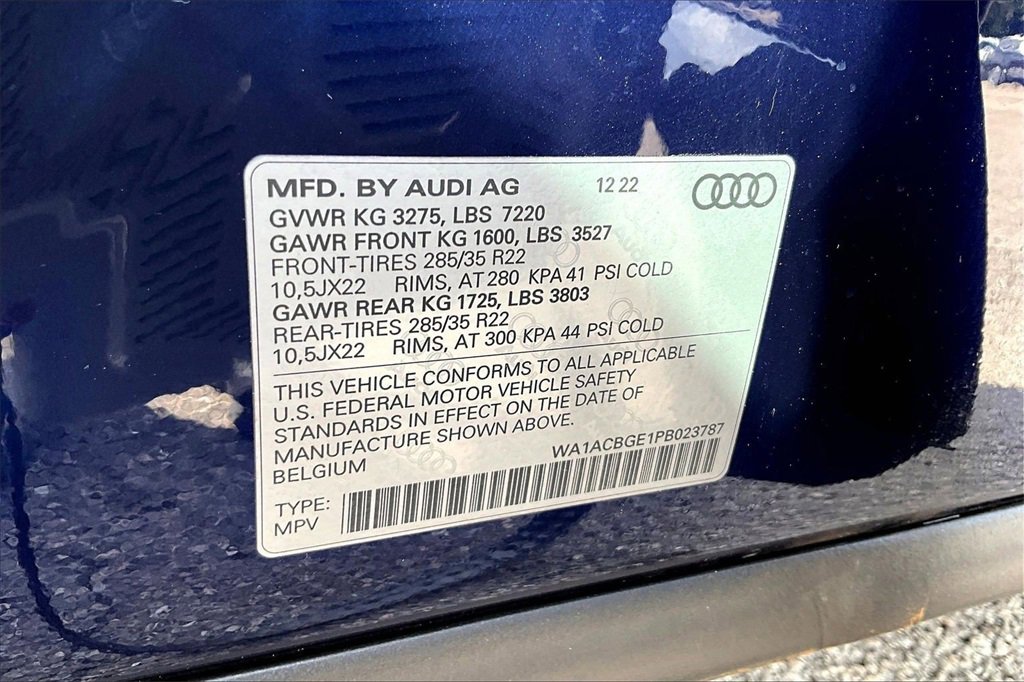 MFD. BY AUDI AG 12 22
GVWR KG 3275, LBS 7220
GAWR FRONT KG 1600, LBS 3527
FRONT-TIRES 285/35 R22
10,5JX22 RIMS, AT 280 KPA 41 PSI COLD
GAWR REAR KG 1725, LBS 3803
REAR-TIRES 285/35 R22
10,5JX22 RIMS, AT 300 KPA 44 PSI COLD
THIS VEHICLE CONFORMS TO ALL APPLICABLE
U.S. FEDERAL MOTOR VEHICLE SAFETY
STANDARDS IN EFFECT ON THE DATE OF
MANUFACTURE SHOWN ABOVE.
BELGIUM
WA1ACBGE1PB023787
TYPE:
MPV